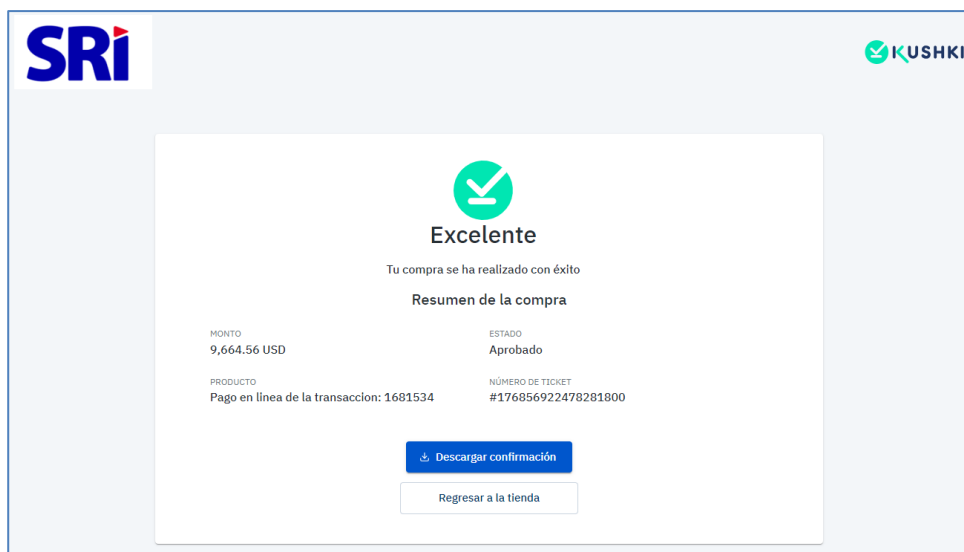 SRi
KUSHKI
Excelente
Tu compra se ha realizado con éxito
Resumen de la compra
MONTO
9,664.56 USD
ESTADO
Aprobado
PRODUCTO
Pago en linea de la transaccion: 1681534
NÚMERO DE TICKET
#176856922478281800
Descargar confirmación
Regresar a la tienda